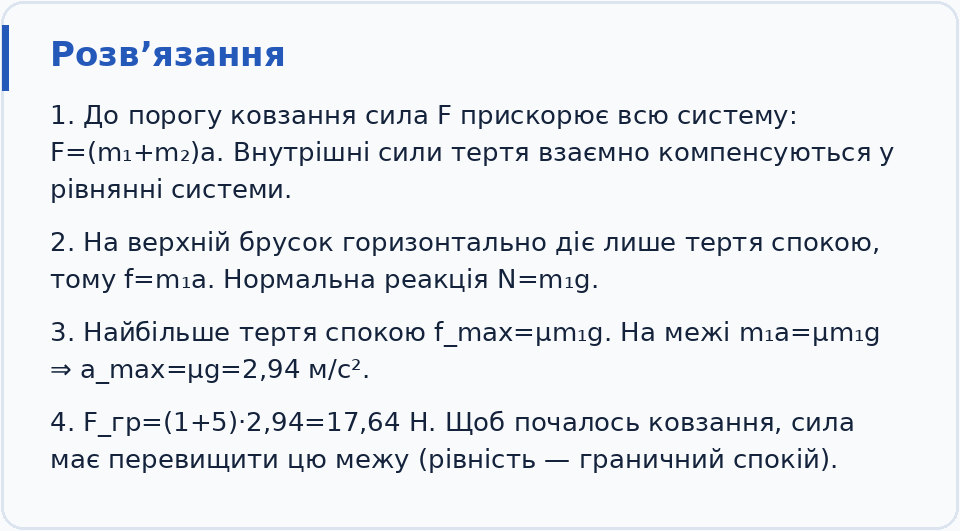 Розв’язання
1. До порогу ковзання сила F прискорює всю систему:
F=(m₁+m₂)a. Внутрішні сили тертя взаємно компенсуються у
рівнянні системи.
2. На верхній брусок горизонтально діє лише тертя спокою,
тому f=m₁a. Нормальна реакція N=m₁g.
3. Найбільше тертя спокою f_max=μm₁g. На межі m₁a=μm₁g
⇒ a_max=μg=2,94 м/с².
4. F_гр=(1+5)·2,94=17,64 Н. Щоб почалось ковзання, сила
має перевищити цю межу (рівність — граничний спокій).